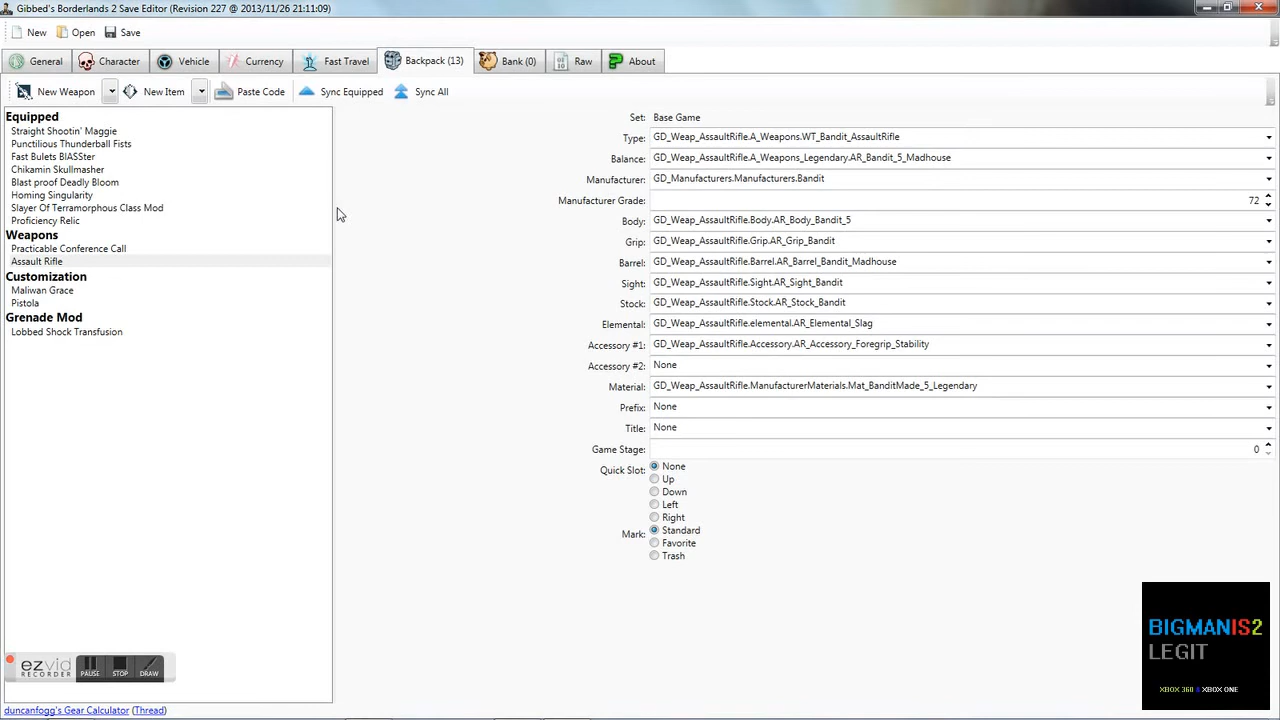 Gibbed's Borderlands 2 Save Editor (Revision 227 @ 2013/11/26 21:11:09)
New Open Save
General Character Vehicle Currency Fast Travel Backpack (13) Bank (0) Raw About
New Weapon New Item Paste Code Sync Equipped Sync All
Equipped
Straight Shootin' Maggie
Punctilious Thunderball Fists
Fast Bulets BlASSter
Chikamin Skullmasher
Blast proof Deadly Bloom
Homing Singularity
Slayer Of Terramorphous Class Mod
Proficiency Relic
Weapons
Practicable Conference Call
Assault Rifle
Customization
Maliwan Grace
Pistola
Grenade Mod
Lobbed Shock Transfusion
Set: Base Game
Type: GD_Weap_AssaultRifle.A_Weapons.WT_Bandit_AssaultRifle
Balance: GD_Weap_AssaultRifle.A_Weapons_Legendary.AR_Bandit_5_Madhouse
Manufacturer: GD_Manufacturers.Manufacturers.Bandit
Manufacturer Grade: 72
Body: GD_Weap_AssaultRifle.Body.AR_Body_Bandit_5
Grip: GD_Weap_AssaultRifle.Grip.AR_Grip_Bandit
Barrel: GD_Weap_AssaultRifle.Barrel.AR_Barrel_Bandit_Madhouse
Sight: GD_Weap_AssaultRifle.Sight.AR_Sight_Bandit
Stock: GD_Weap_AssaultRifle.Stock.AR_Stock_Bandit
Elemental: GD_Weap_AssaultRifle.elemental.AR_Elemental_Slag
Accessory #1: GD_Weap_AssaultRifle.Accessory.AR_Accessory_Foregrip_Stability
Accessory #2: None
Material: GD_Weap_AssaultRifle.ManufacturerMaterials.Mat_BanditMade_5_Legendary
Prefix: None
Title: None
Game Stage: 0
Quick Slot: None
Up
Down
Left
Right
Mark: Standard
Favorite
Trash
BIGMANIS2
LEGIT
XBOX 360 & XBOX ONE
ezvid
RECORDER
PAUSE STOP DRAW
duncanfogg's Gear Calculator (Thread)